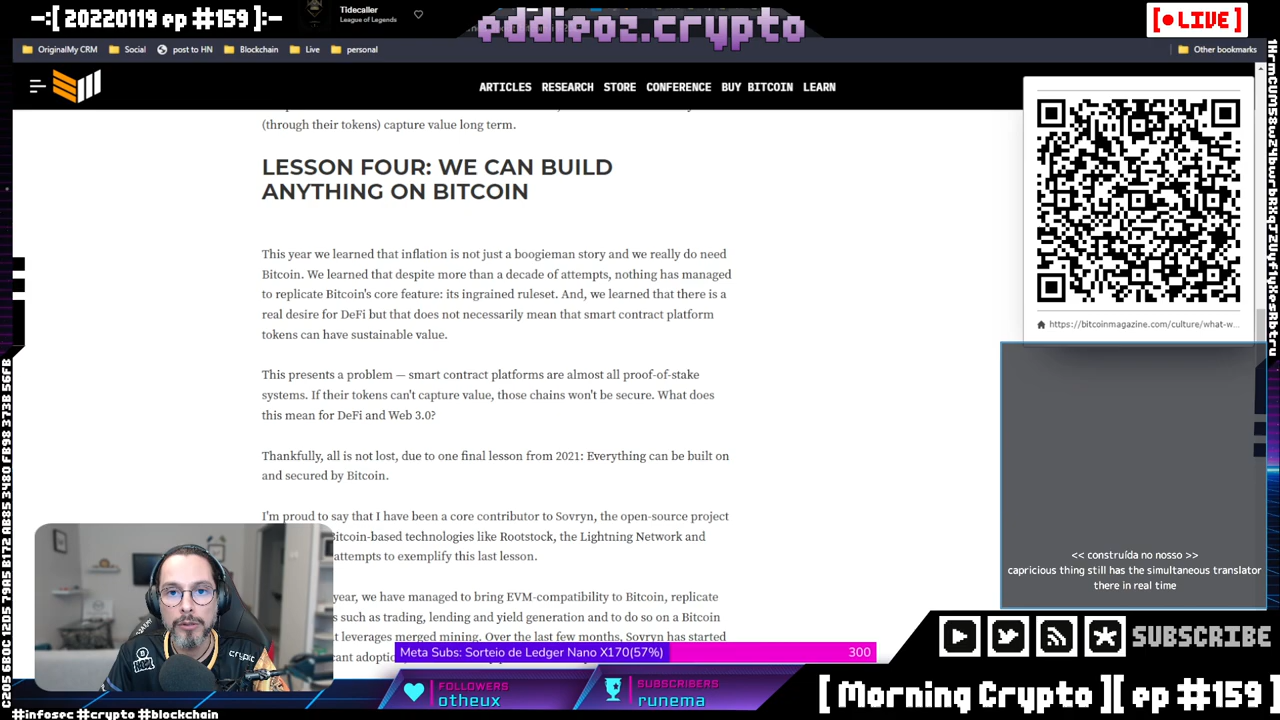 -:[ 20220119 ep #159 ]:-
Tidecaller
League of Legends
eddieoz.crypto
[ • LIVE ]
OriginalMy CRM
Social
post to HN
Blockchain
Live
personal
Other bookmarks
ARTICLES RESEARCH STORE CONFERENCE BUY BITCOIN LEARN
(through their tokens) capture value long term.
LESSON FOUR: WE CAN BUILD
ANYTHING ON BITCOIN
This year we learned that inflation is not just a boogieman story and we really do need
Bitcoin. We learned that despite more than a decade of attempts, nothing has managed
to replicate Bitcoin's core feature: its ingrained ruleset. And, we learned that there is a
real desire for DeFi but that does not necessarily mean that smart contract platform
tokens can have sustainable value.
This presents a problem — smart contract platforms are almost all proof-of-stake
systems. If their tokens can't capture value, those chains won't be secure. What does
this mean for DeFi and Web 3.0?
Thankfully, all is not lost, due to one final lesson from 2021: Everything can be built on
and secured by Bitcoin.
I'm proud to say that I have been a core contributor to Sovryn, the open-source project
itcoin-based technologies like Rootstock, the Lightning Network and
attempts to exemplify this last lesson.
year, we have managed to bring EVM-compatibility to Bitcoin, replicate
s such as trading, lending and yield generation and to do so on a Bitcoin
t leverages merged mining. Over the last few months, Sovryn has started
cant adoptio
https://bitcoinmagazine.com/culture/what-w...
<< construída no nosso >>
capricious thing still has the simultaneous translator
there in real time
Meta Subs: Sorteio de Ledger Nano X170(57%)
300
FOLLOWERS
otheux
SUBSCRIBERS
runema
SUBSCRIBE
[ Morning Crypto ][ ep #159 ]
#infosec #crypto #blockchain